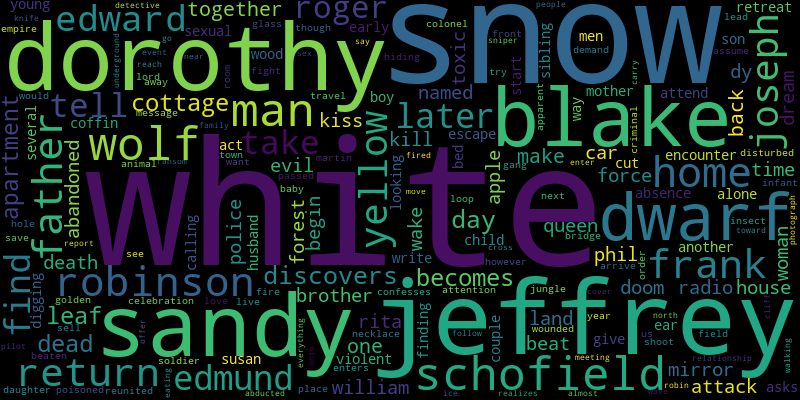 young
empire
knife
detective
edward
sexual
together
glass
though
roger
early
people
colonel
front
sniper
lead
demand
son
assume
retreat
dorothy
snow
underground
go
event
reach
lord
away
near
say
wood
fight
room
sex
hiding
toxic
start
try
sibling
men
dy
joseph
dream
tell
cottage
man
boy
travel
kiss
later
named
mother
way
attend
back
coffin
message
apparent
carry
criminal
blake
apartment
several
father
abandoned
wolf
animal
act
town
want
family
take
martin
passed
kill
looking
escape
fired
bed
gang
car
cut
encounter
disturbed
enter
white
evil
yellow
apple
make
force
home
time
infant
hole
save
digging
police
husband
forest
begin
baby
ransom
wake
move
loop
next
absence
alone
insect
toward
photograph
calling
day
queen
dwarf
child
cross
bridge
another
woman
find
report
death
see
write
however
phil
arrive
order
frank
robinson
discovers
becomes
doom
radio
house
golden
celebration
love
live
fire
brother
confesses
attention
jungle
cover
north
cliff
leaf
sell
offer
rita
necklace
finding
couple
land
wounded
year
ear
field
walking
pilot
dead
beaten
soldier
susan
everything
one
violent
beat
give
us
shoot
relationship
sandy
jeffrey
return
eating
edmund
enters
follow
schofield
meeting
mirror
daughter
poisoned
reunited
abducted
place
william
ice
realizes
almost
robin
attack
asks